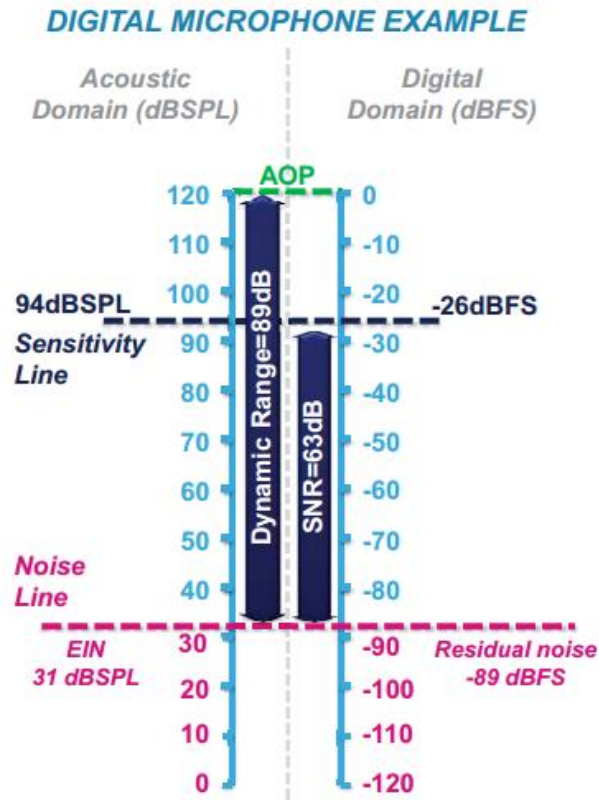 DIGITAL MICROPHONE EXAMPLE
Acoustic
Domain (dBSPL)
Digital
Domain (dBFS)
AOP
120
0
110
-10
100
-20
94dBSPL
-26dBFS
Sensitivity
Line
90
-30
80
-40
70
-50
60
-60
50
-70
40
-80
Dynamic Range=89dB
SNR=63dB
Noise
Line
30
-90
EIN
31 dBSPL
Residual noise
-89 dBFS
20
-100
10
-110
0
-120